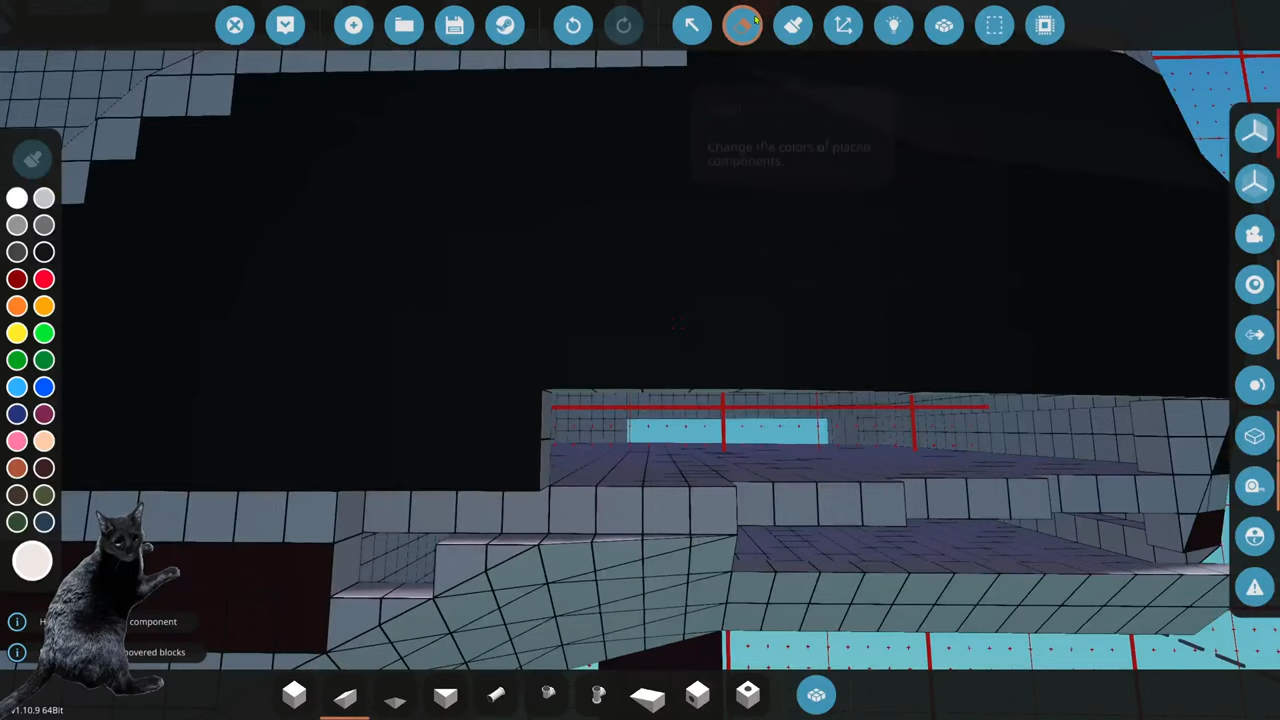 Change the colors of placed
components.
component
overed blocks
v1.10.9 64Bit